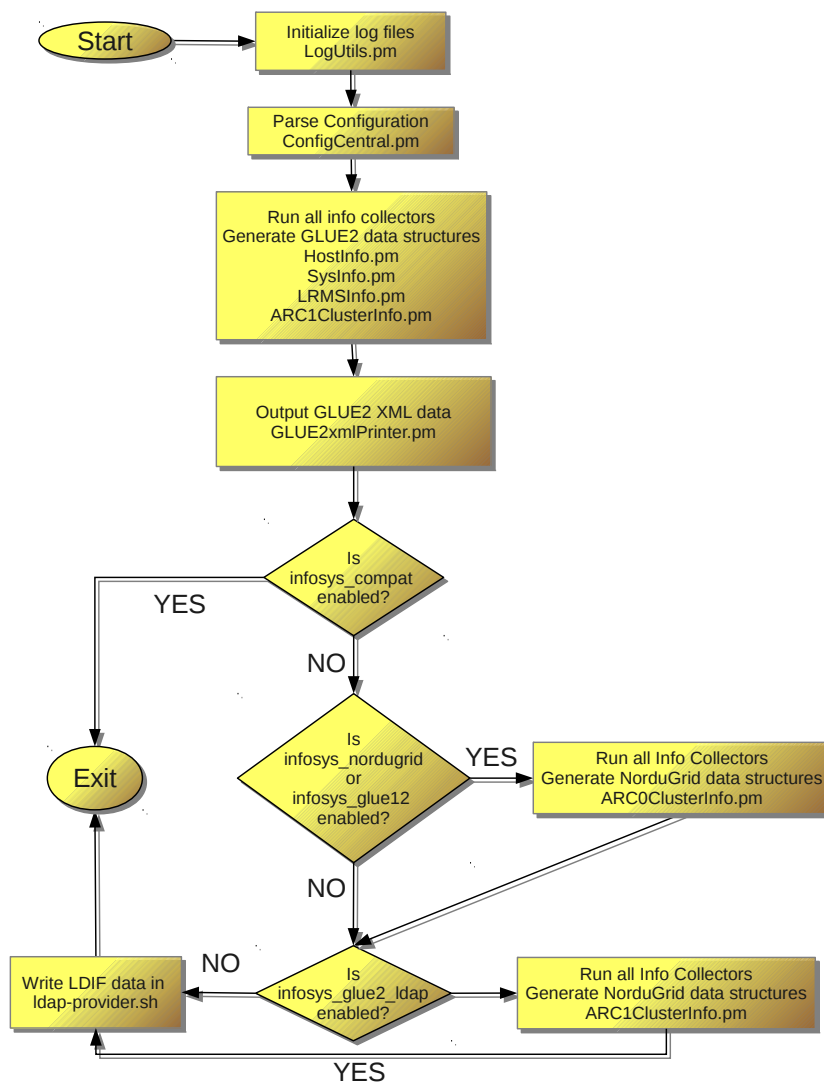 Start
Initialize log files
LogUtils.pm
Parse Configuration
ConfigCentral.pm
Run all info collectors
Generate GLUE2 data structures
HostInfo.pm
SysInfo.pm
LRMSInfo.pm
ARC1ClusterInfo.pm
Output GLUE2 XML data
GLUE2xmlPrinter.pm
Is
infosys_compat
enabled?
YES
NO
Exit
Is
infosys_nordugrid
or
infosys_glue12
enabled?
YES
Run all Info Collectors
Generate NorduGrid data structures
ARC0ClusterInfo.pm
NO
Write LDIF data in
ldap-provider.sh
NO
Is
infosys_glue2_ldap
enabled?
Run all Info Collectors
Generate NorduGrid data structures
ARC1ClusterInfo.pm
YES